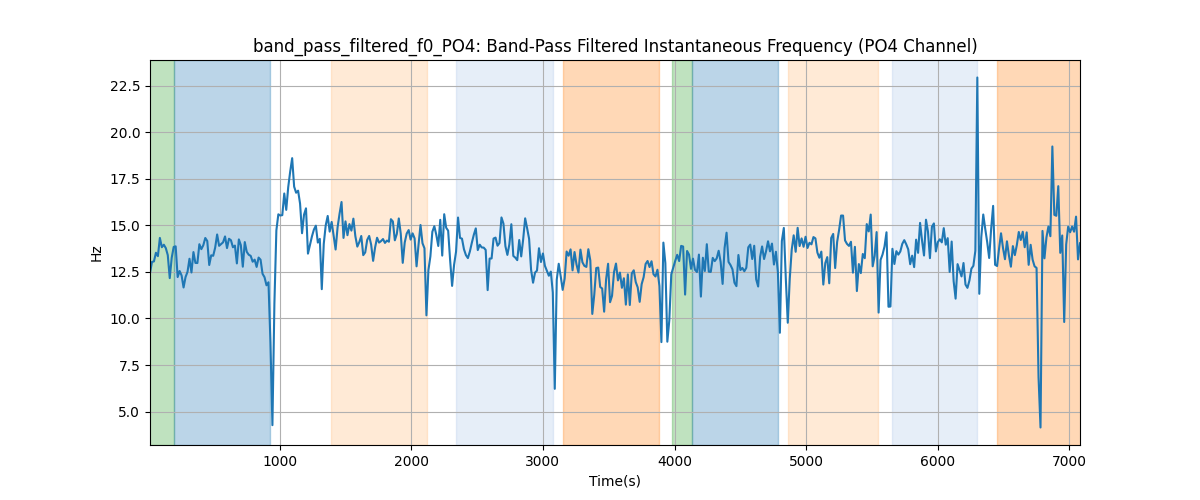 band_pass_filtered_f0_PO4: Band-Pass Filtered Instantaneous Frequency (PO4 Channel)
22.5
20.0
17.5
15.0
12.5
10.0
7.5
5.0
Hz
1000 2000 3000 4000 5000 6000 7000
Time(s)